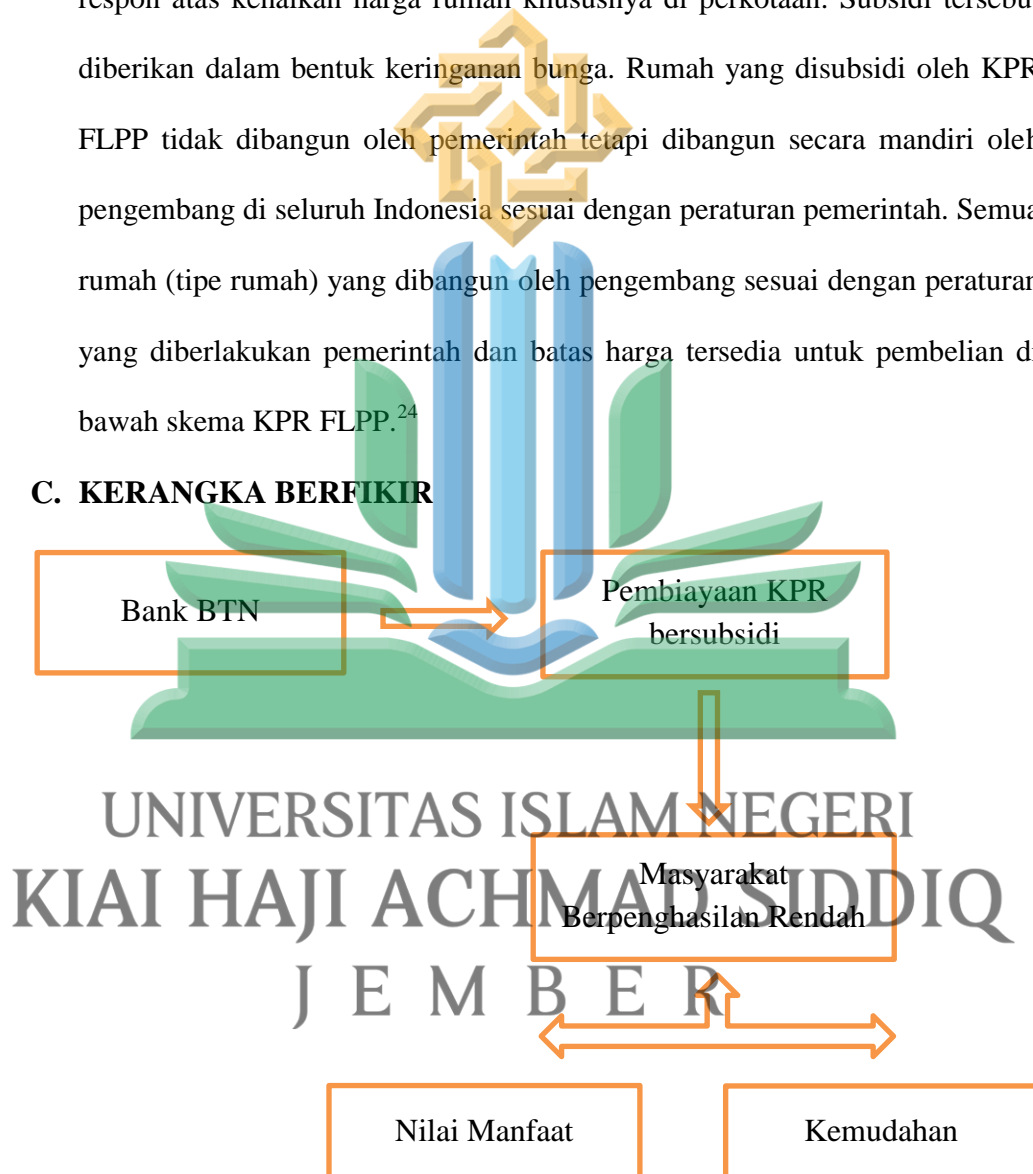 respon atas kenaikan harga rumah khususnya di perkotaan. Subsidi tersebut
diberikan dalam bentuk keringanan bunga. Rumah yang disubsidi oleh KPR
FLPP tidak dibangun oleh pemerintah tetapi dibangun secara mandiri oleh
pengembang di seluruh Indonesia sesuai dengan peraturan pemerintah. Semua
rumah (tipe rumah) yang dibangun oleh pengembang sesuai dengan peraturan
yang diberlakukan pemerintah dan batas harga tersedia untuk pembelian di
bawah skema KPR FLPP.24
C. KERANGKA BERFIKIR
Bank BTN
Pembiayaan KPR
bersubsidi
UNIVERSITAS ISLAM NEGERI
Masyarakat
KIAI HAJI ACHMAD SIDDIQ
Berpenghasilan Rendah
JEMBER
Nilai Manfaat
Kemudahan